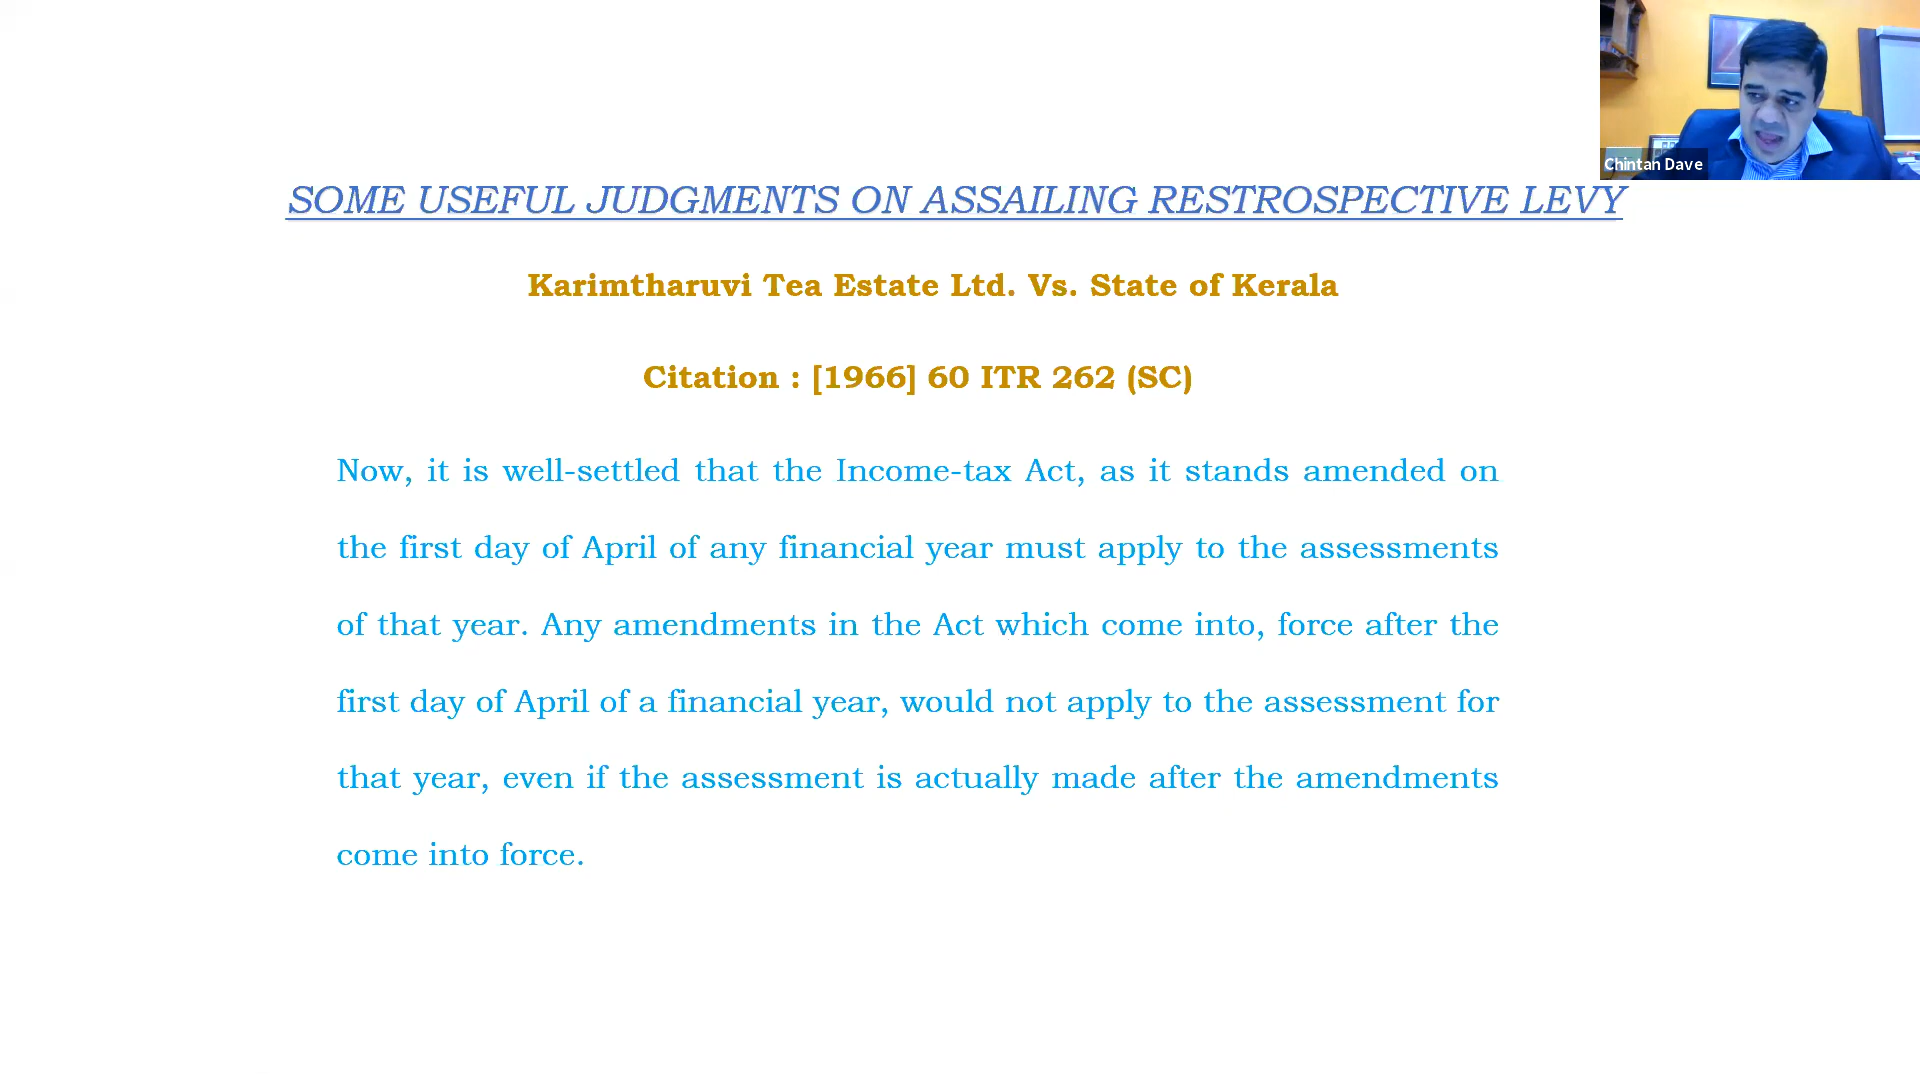 Chintan Dave
SOME USEFUL JUDGMENTS ON ASSAILING RESTROSPECTIVE LEVY
Karimtharuvi Tea Estate Ltd. Vs. State of Kerala
Citation : [1966] 60 ITR 262 (SC)
Now, it is well-settled that the Income-tax Act, as it stands amended on
the first day of April of any financial year must apply to the assessments
of that year. Any amendments in the Act which come into, force after the
first day of April of a financial year, would not apply to the assessment for
that year, even if the assessment is actually made after the amendments
come into force.